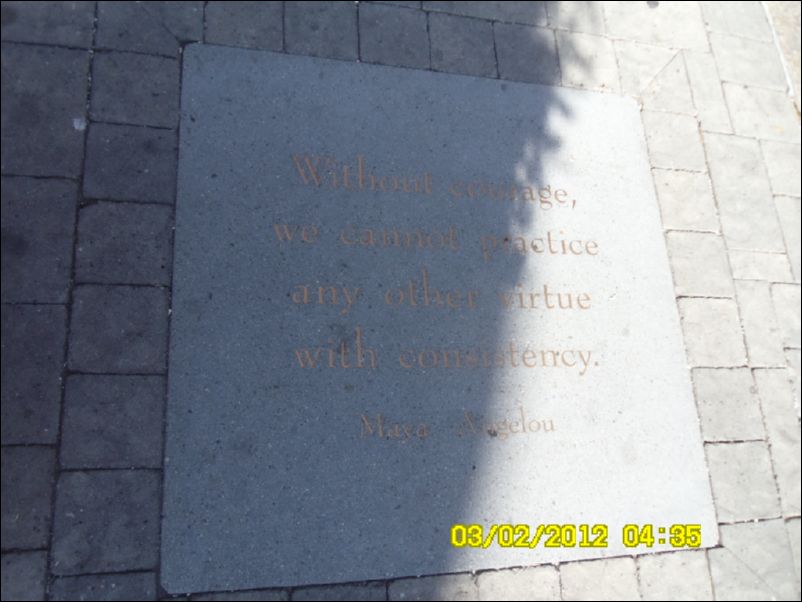 Without courage,
we cannot practice
any other virtue
with consistency.
Maya Angelou
03/02/2012 04:35